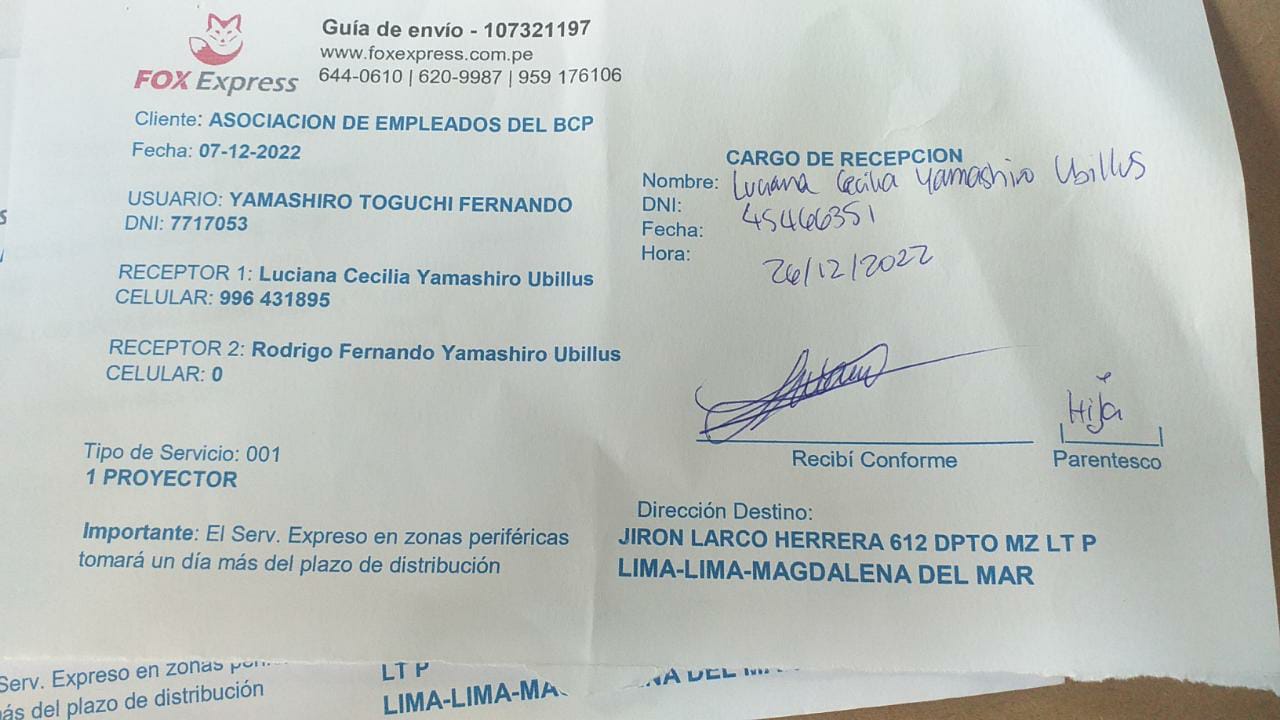 Guía de envío - 107321197
www.foxexpress.com.pe
644-0610 | 620-9987 | 959 176106
FOX Express
Cliente: ASOCIACION DE EMPLEADOS DEL BCP
Fecha: 07-12-2022
USUARIO: YAMASHIRO TOGUCHI FERNANDO
DNI: 7717053
RECEPTOR 1: Luciana Cecilia Yamashiro Ubillus
CELULAR: 996 431895
RECEPTOR 2: Rodrigo Fernando Yamashiro Ubillus
CELULAR: 0
Tipo de Servicio: 001
1 PROYECTOR
Importante: El Serv. Expreso en zonas periféricas
tomará un día más del plazo de distribución
CARGO DE RECEPCION
Nombre: Luciana Cecilia Yamashiro Ubillus
DNI: 45466351
Fecha: 26/12/2022
Hora:
Hija
Recibí Conforme
Parentesco
Dirección Destino:
JIRON LARCO HERRERA 612 DPTO MZ LT P
LIMA-LIMA-MAGDALENA DEL MAR
Serv. Expreso en zonas
más del plazo de distribución
LT P
LIMA-LIMA-MA
NA DEL